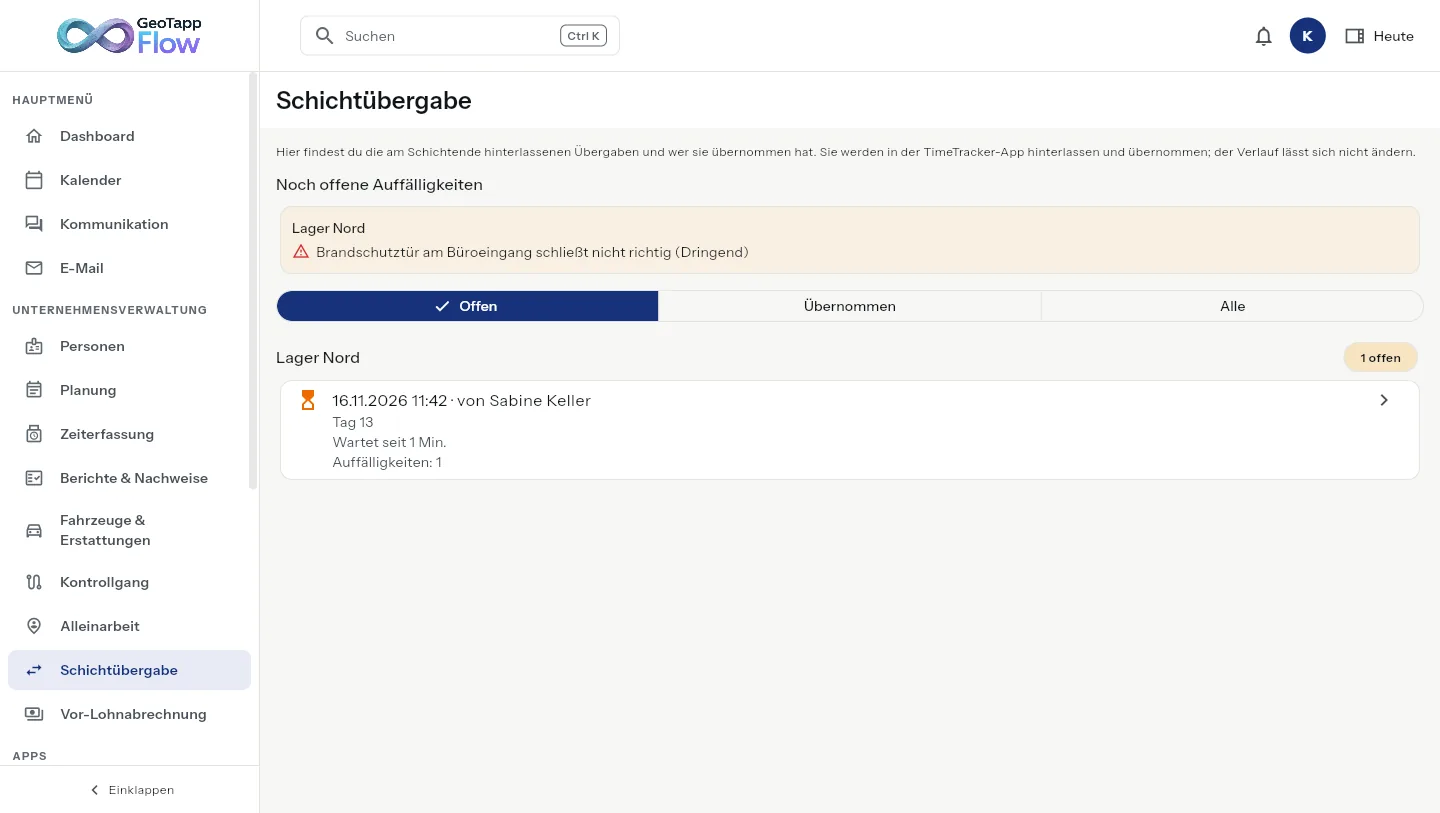 GeoTapp
Flow
Suchen
Ctrl K
K
Heute
HAUPTMENÜ
Dashboard
Kalender
Kommunikation
E-Mail
UNTERNEHMENSVERWALTUNG
Personen
Planung
Zeiterfassung
Berichte & Nachweise
Fahrzeuge &
Erstattungen
Kontrollgang
Alleinarbeit
Schichtübergabe
Vor-Lohnabrechnung
APPS
Einklappen
Schichtübergabe
Hier findest du die am Schichtende hinterlassenen Übergaben und wer sie übernommen hat. Sie werden in der TimeTracker-App hinterlassen und übernommen; der Verlauf lässt sich nicht ändern.
Noch offene Auffälligkeiten
Lager Nord
Brandschutztür am Büroeingang schließt nicht richtig (Dringend)
Offen
Übernommen
Alle
Lager Nord
1 offen
16.11.2026 11:42 · von Sabine Keller
Tag 13
Wartet seit 1 Min.
Auffälligkeiten: 1